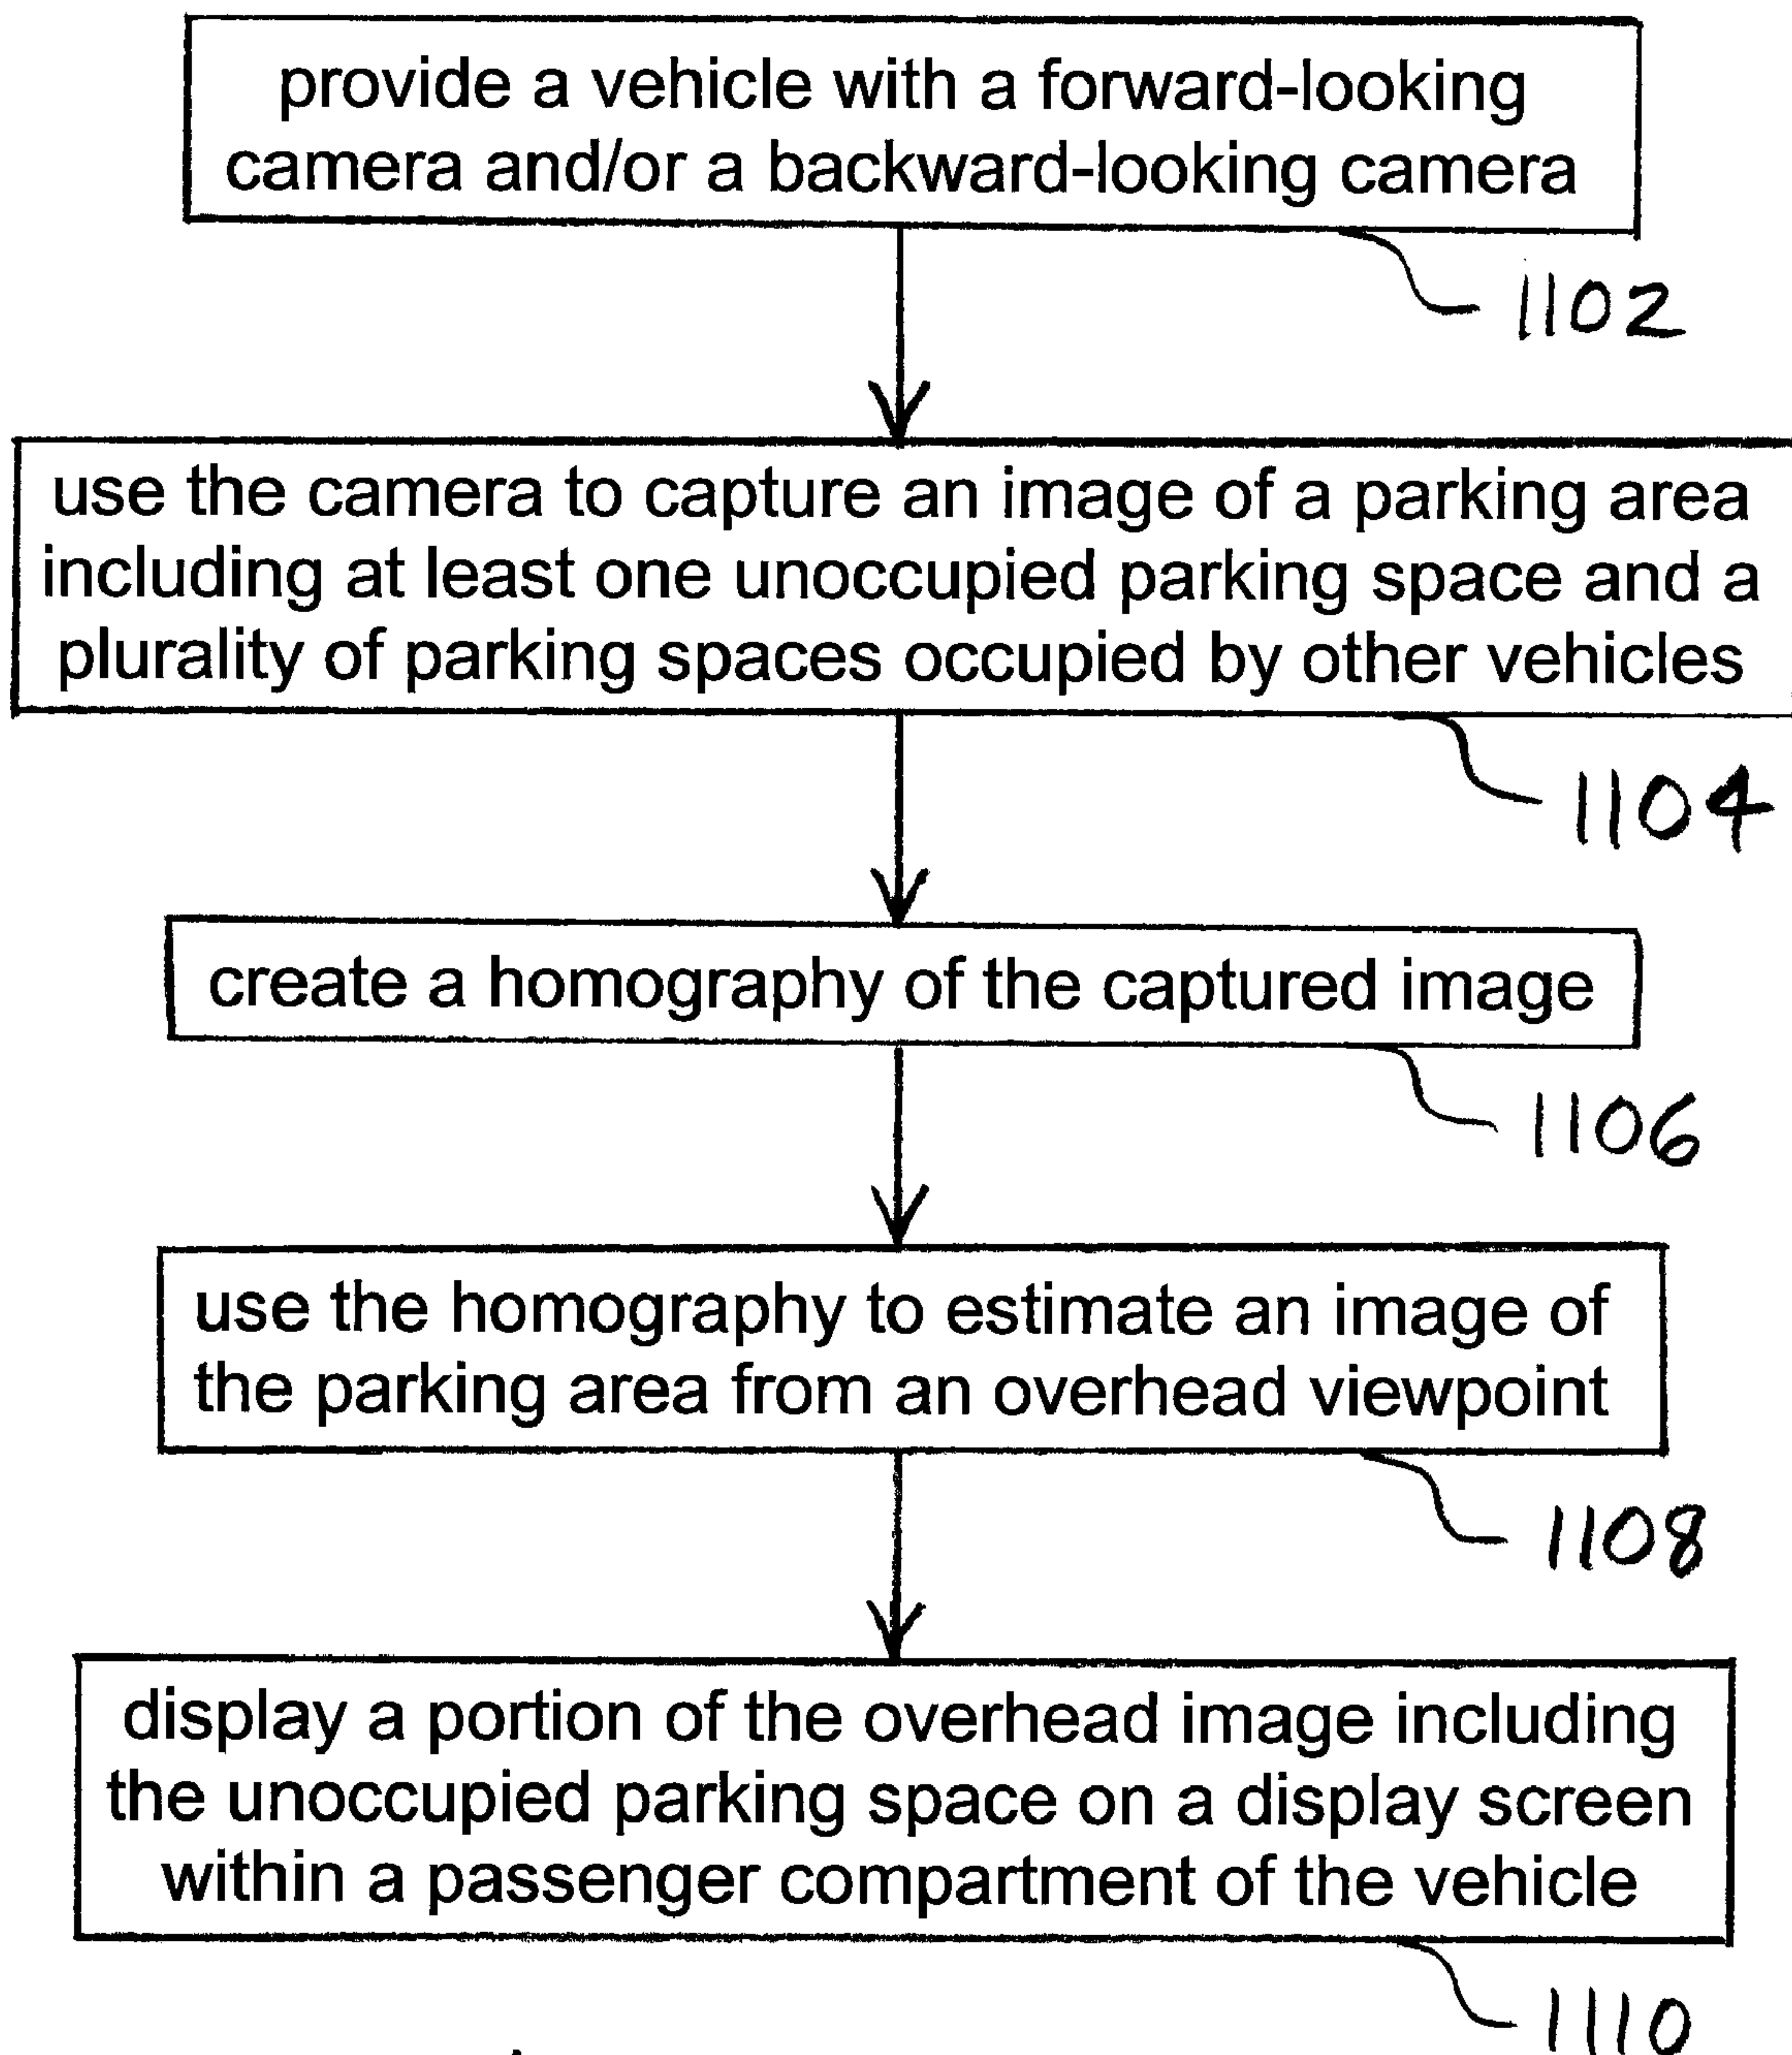 provide a vehicle with a forward-looking
camera and/or a backward-looking camera
1102
use the camera to capture an image of a parking area
including at least one unoccupied parking space and a
plurality of parking spaces occupied by other vehicles
1104
create a homography of the captured image
1106
use the homography to estimate an image of
the parking area from an overhead viewpoint
1108
display a portion of the overhead image including
the unoccupied parking space on a display screen
within a passenger compartment of the vehicle
1110